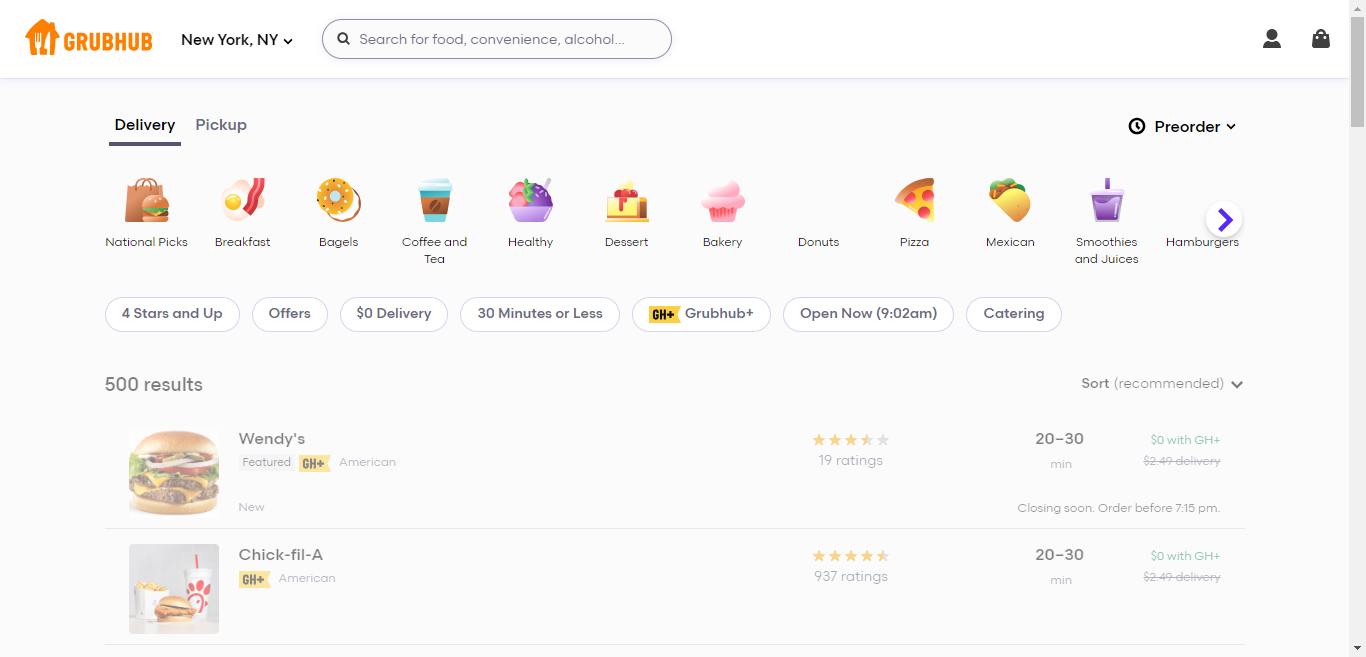 GRUBHUB
New York, NY
Search for food, convenience, alcohol...
Delivery
Pickup
Preorder
National Picks
Breakfast
Bagels
Coffee and
Tea
Healthy
Dessert
Bakery
Donuts
Pizza
Mexican
Smoothies
and Juices
Hamburgers
4 Stars and Up
Offers
$0 Delivery
30 Minutes or Less
GH+ Grubhub+
Open Now (9:02am)
Catering
500 results
Sort (recommended)
Wendy's
Featured GH+ American
New
19 ratings
20–30
min
$0 with GH+
$2.49 delivery
Closing soon. Order before 7:15 pm.
Chick-fil-A
GH+ American
937 ratings
20–30
min
$0 with GH+
$2.49 delivery